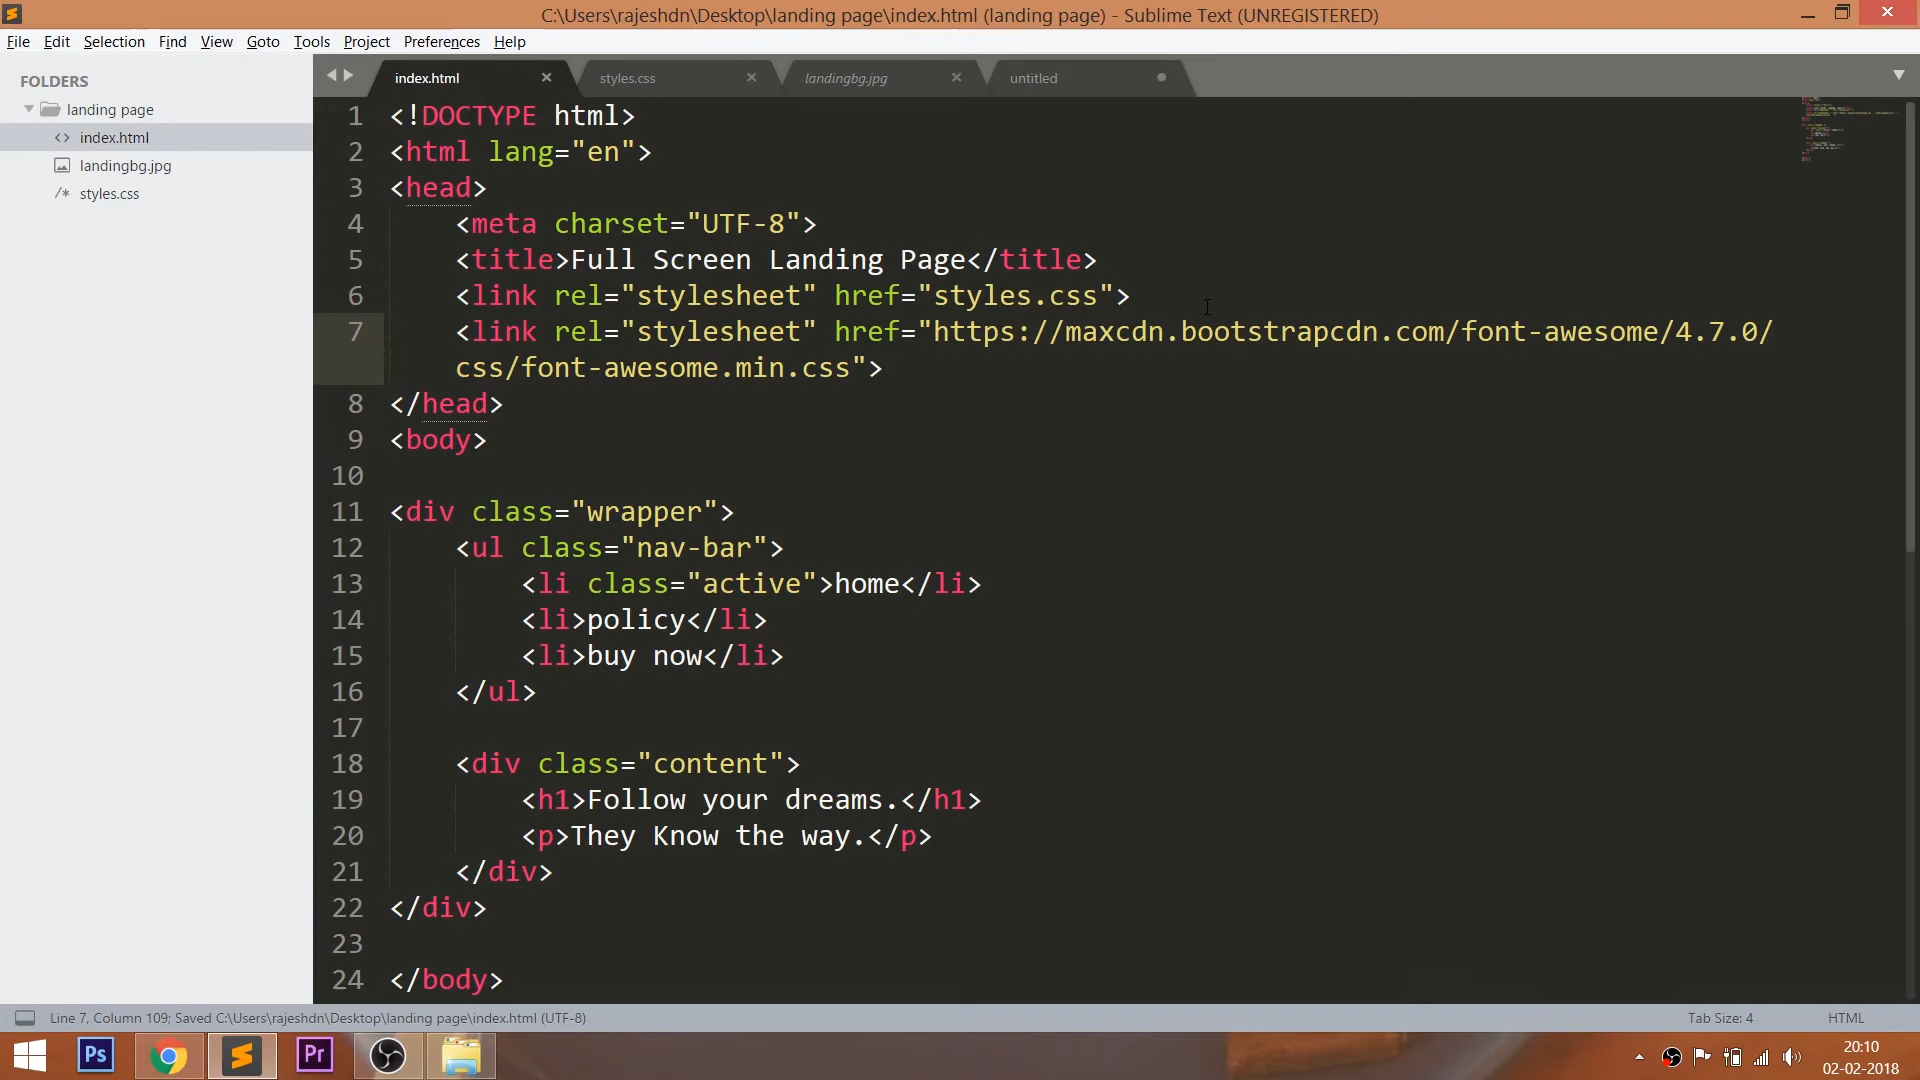 C:\Users\rajeshdn\Desktop\landing page\index.html (landing page) - Sublime Text (UNREGISTERED)
File Edit Selection Find View Goto Tools Project Preferences Help
FOLDERS
landing page
index.html
landingbg.jpg
styles.css
index.html styles.css landingbg.jpg untitled
1 <!DOCTYPE html>
2 <html lang="en">
3 <head>
4 <meta charset="UTF-8">
5 <title>Full Screen Landing Page</title>
6 <link rel="stylesheet" href="styles.css">
7 <link rel="stylesheet" href="https://maxcdn.bootstrapcdn.com/font-awesome/4.7.0/
css/font-awesome.min.css">
8 </head>
9 <body>
10
11 <div class="wrapper">
12 <ul class="nav-bar">
13 <li class="active">home</li>
14 <li>policy</li>
15 <li>buy now</li>
16 </ul>
17
18 <div class="content">
19 <h1>Follow your dreams.</h1>
20 <p>They Know the way.</p>
21 </div>
22 </div>
23
24 </body>
Line 7, Column 109; Saved C:\Users\rajeshdn\Desktop\landing page\index.html (UTF-8) Tab Size: 4 HTML
Ps Pr
20:10
02-02-2018